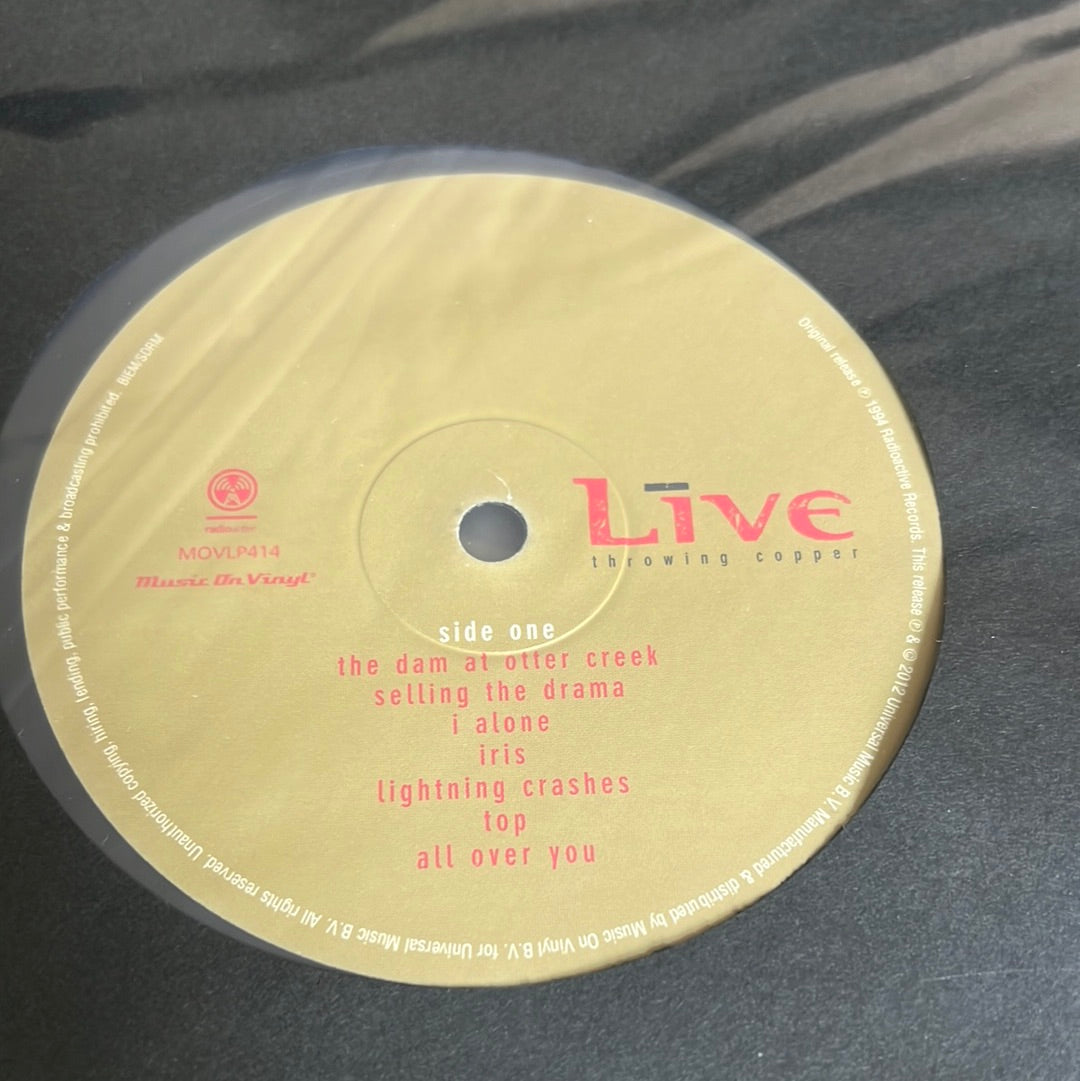 Līve
throwing copper
radioactive
MOVLP414
Music On Vinyl®
side one
the dam at otter creek
selling the drama
i alone
iris
lightning crashes
top
all over you
Original release ℗ 1994 Radioactive Records. This release ℗ & © 2012 Universal Music B.V. Manufactured & distributed by Music On Vinyl B.V. for Universal Music B.V. All rights reserved. Unauthorized copying, hiring, lending, public performance & broadcasting prohibited. BIEM/SDRM